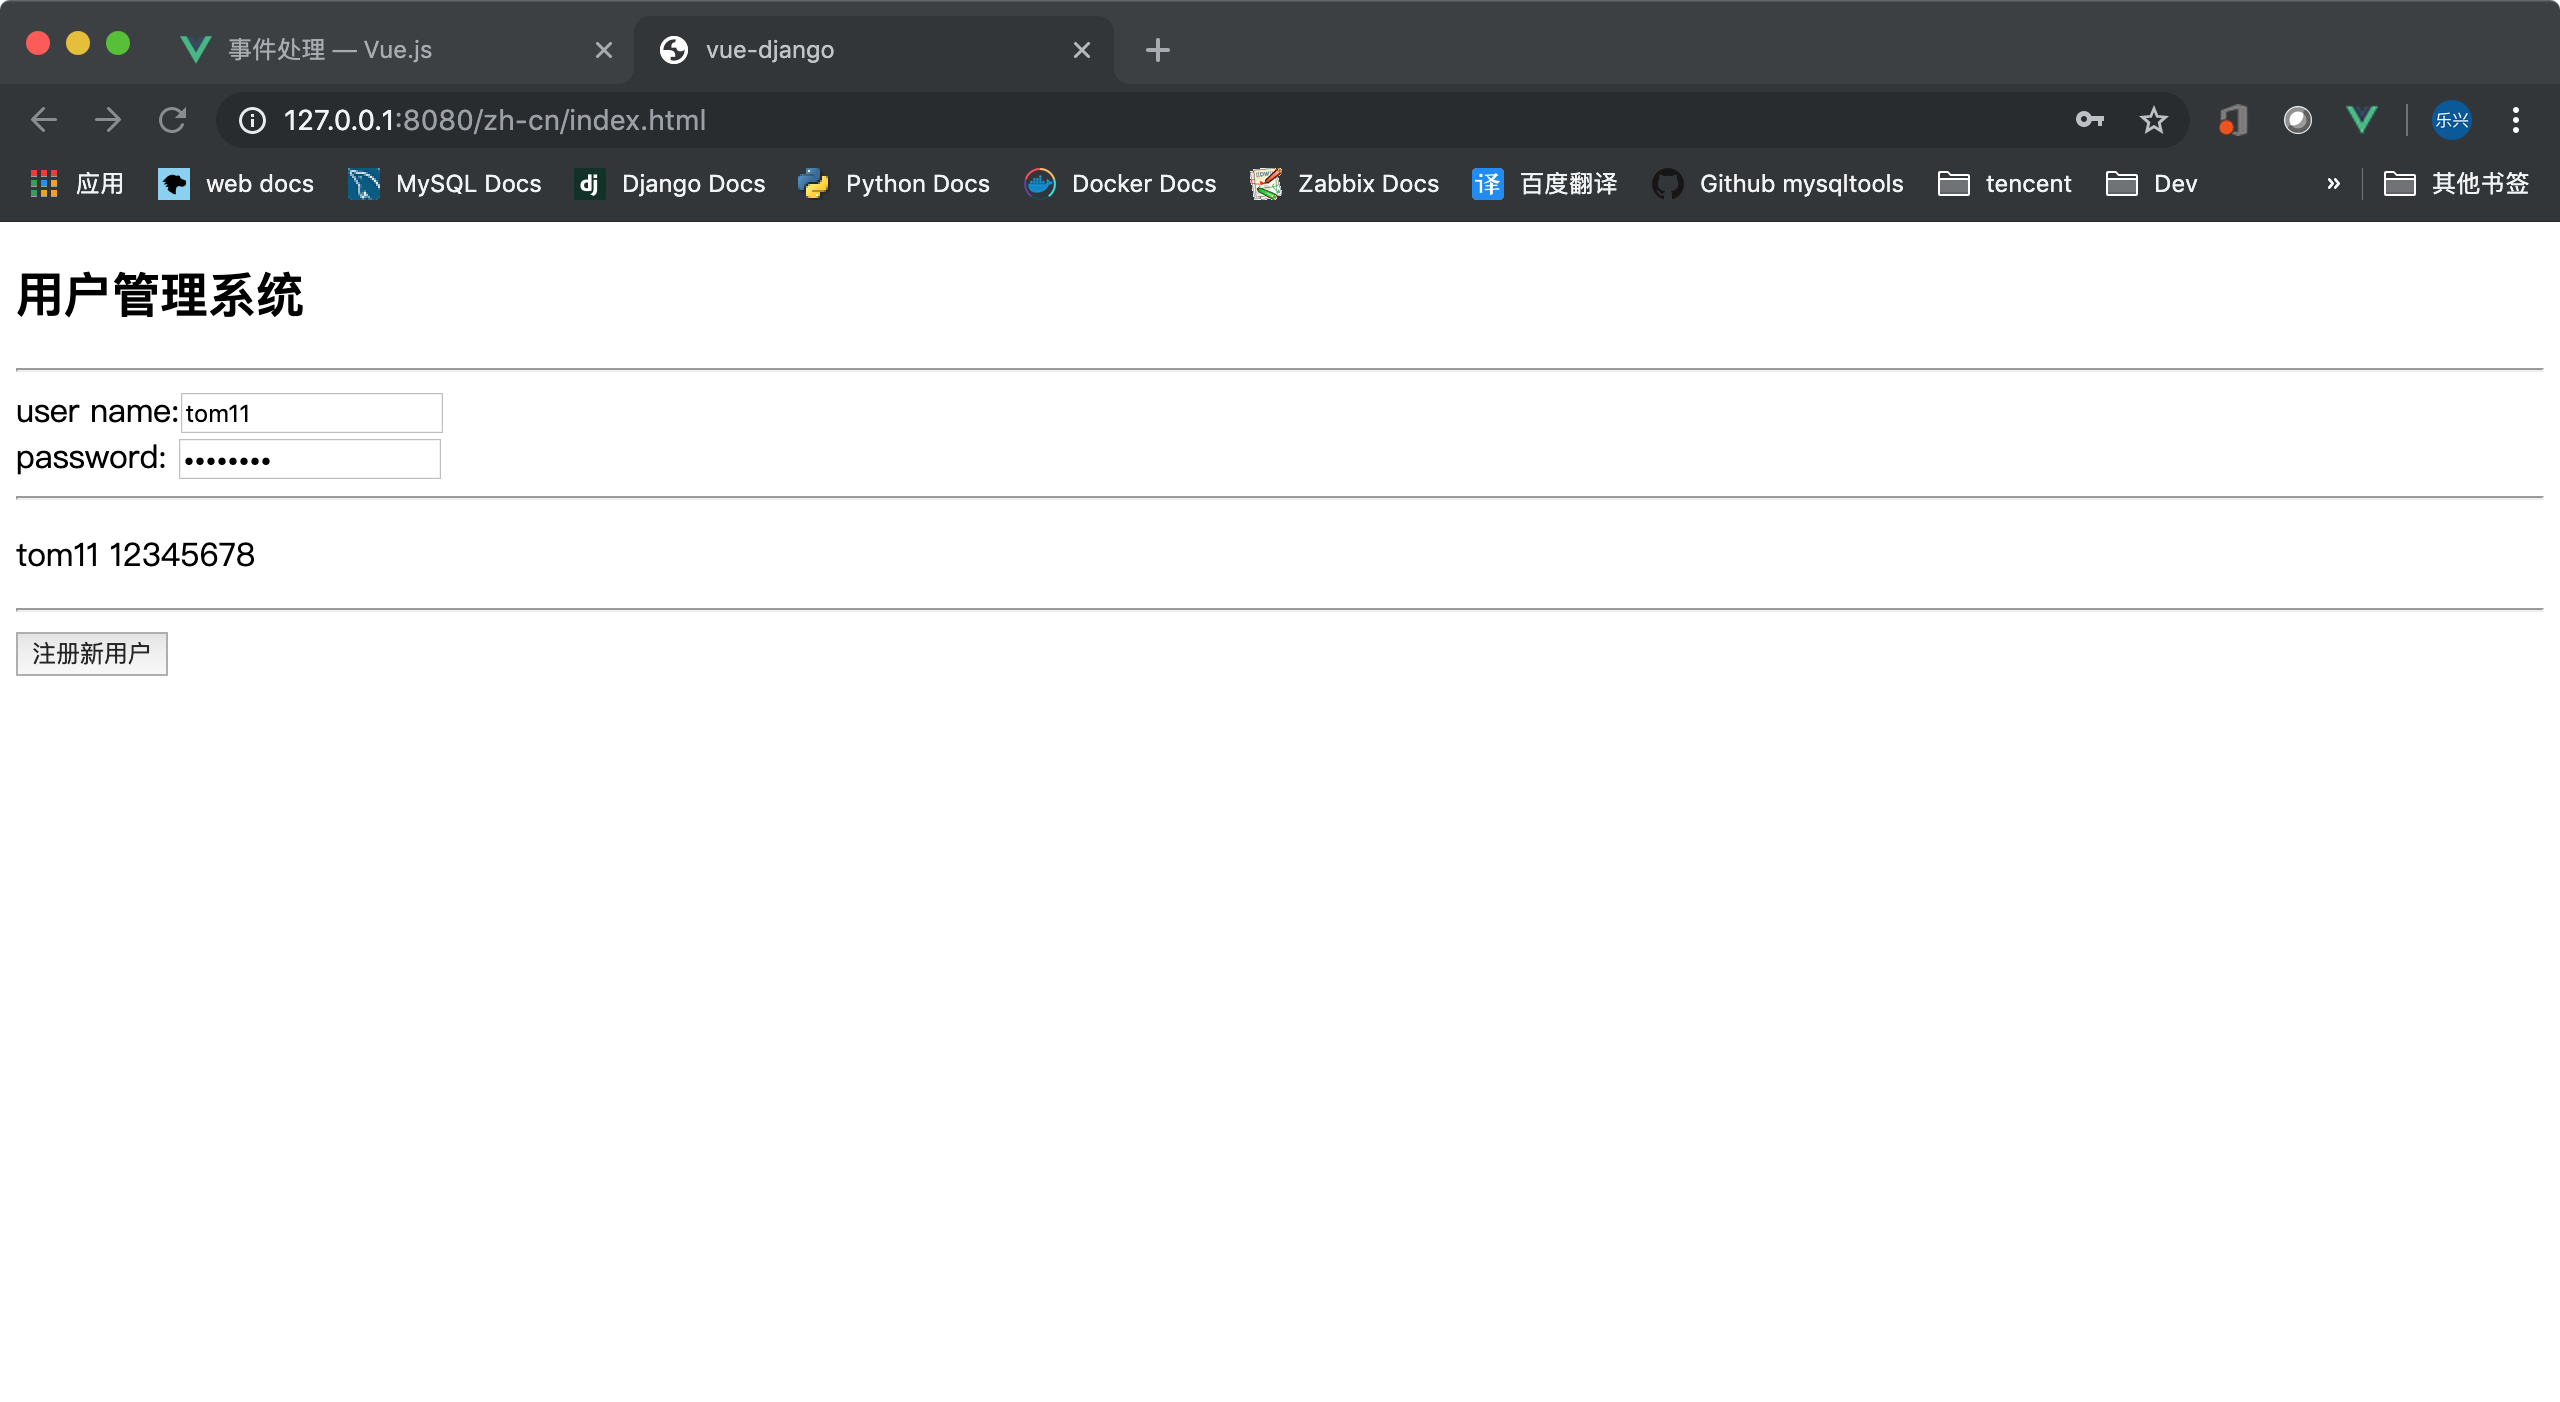 事件处理 — Vue.js
vue-django
127.0.0.1:8080/zh-cn/index.html
乐兴
应用 web docs MySQL Docs dj Django Docs Python Docs Docker Docs Zabbix Docs 译 百度翻译 Github mysqltools tencent Dev » 其他书签
用户管理系统
user name: tom11
password: ••••••••
tom11 12345678
注册新用户